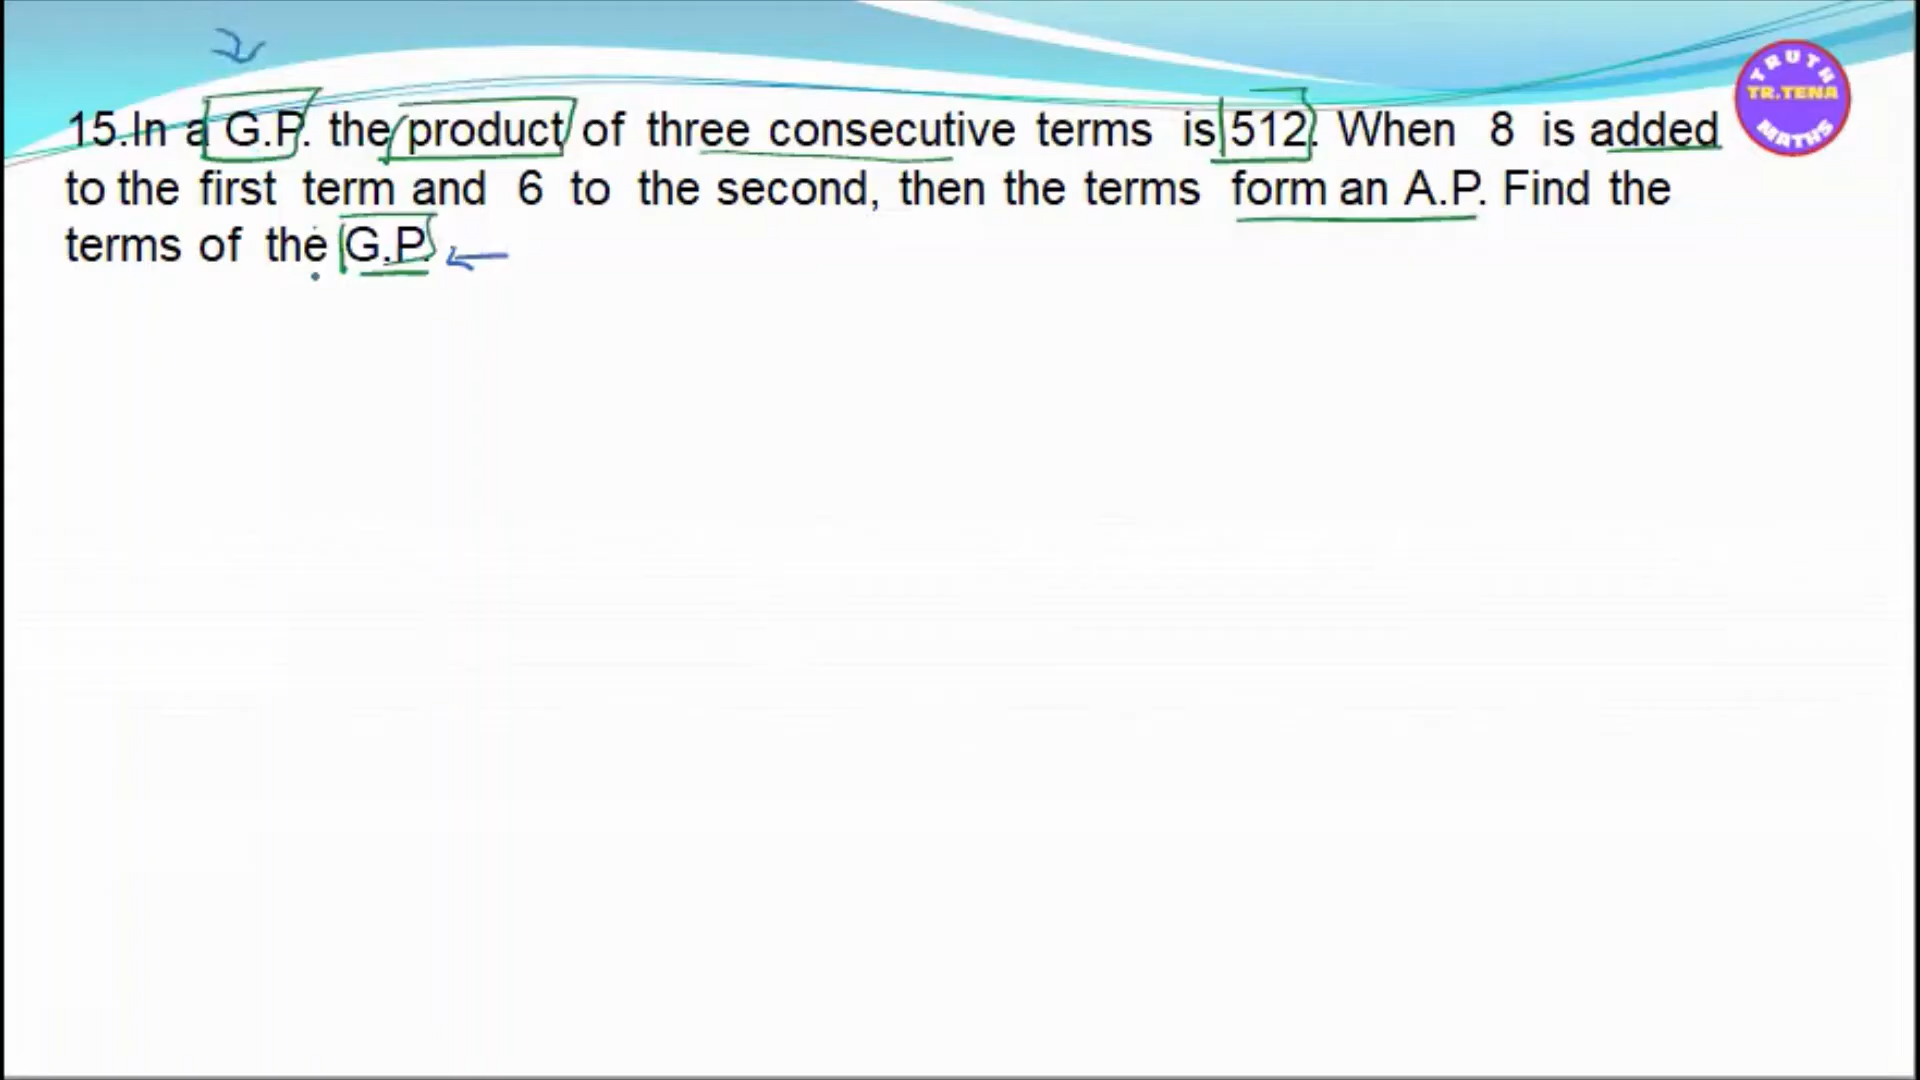 15.In a G.P. the product of three consecutive terms is 512. When 8 is added
to the first term and 6 to the second, then the terms form an A.P. Find the
terms of the G.P.
TRUTH
TR.TENA
MATHS